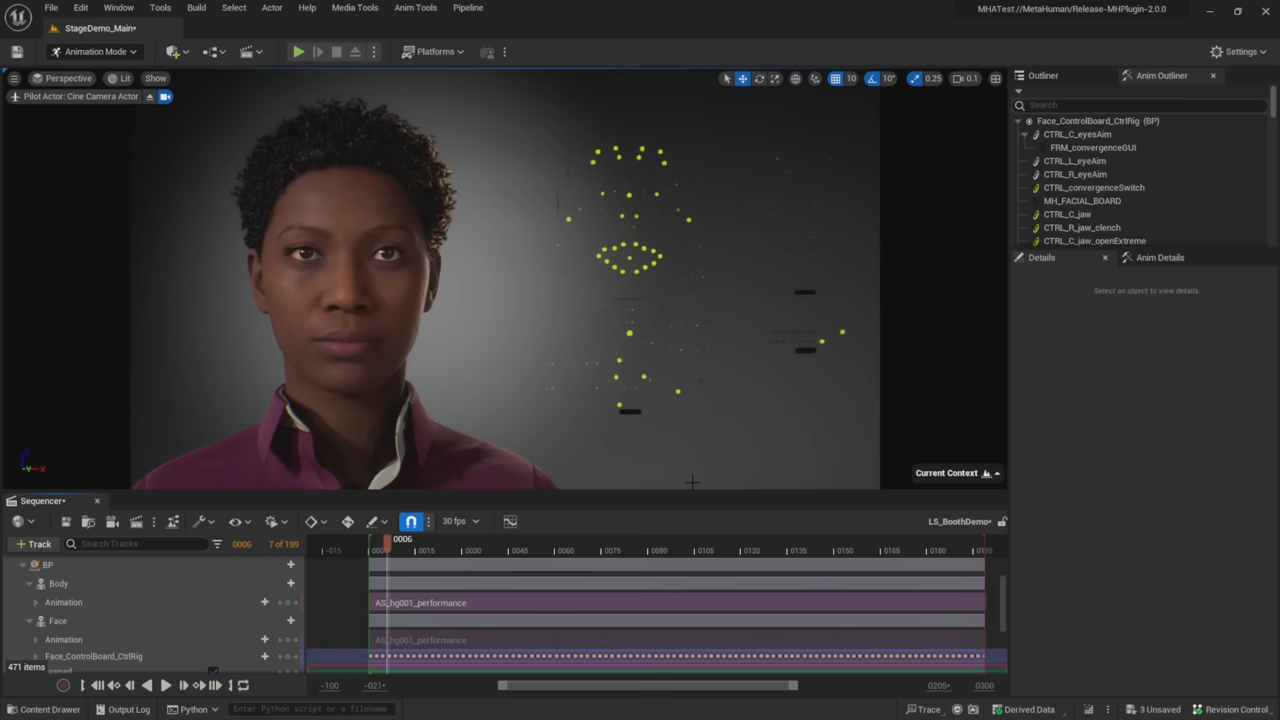 File Edit Window Tools Build Select Actor Help Media Tools Anim Tools Pipeline
MHATest //MetaHuman/Release-MHPlugin-2.0.0
StageDemo_Main•
Animation Mode
Platforms
Settings
Perspective Lit Show
10 10° 0.25 0.1
Pilot Actor: Cine Camera Actor
Outliner
Anim Outliner
Search
Face_ControlBoard_CtrlRig (BP)
CTRL_C_eyesAim
FRM_convergenceGUI
CTRL_L_eyeAim
CTRL_R_eyeAim
CTRL_convergenceSwitch
MH_FACIAL_BOARD
CTRL_C_jaw
CTRL_R_jaw_clench
CTRL_C_jaw_openExtreme
Details
Anim Details
Select an object to view details
Current Context
Sequencer•
30 fps
LS_BoothDemo•
Track
Search Tracks
0006
7 of 199
0006
-015 0000 0015 0030 0045 0060 0075 0090 0105 0120 0135 0150 0165 0180 0195
BP
Body
Animation
AS_hg001_performance
Face
Animation
AS_hg001_performance
Face_ControlBoard_CtrlRig
471 items
-100 -021+ 0205+ 0300
Content Drawer
Output Log
Python
Enter Python script or a filename
Trace
Derived Data
3 Unsaved
Revision Control